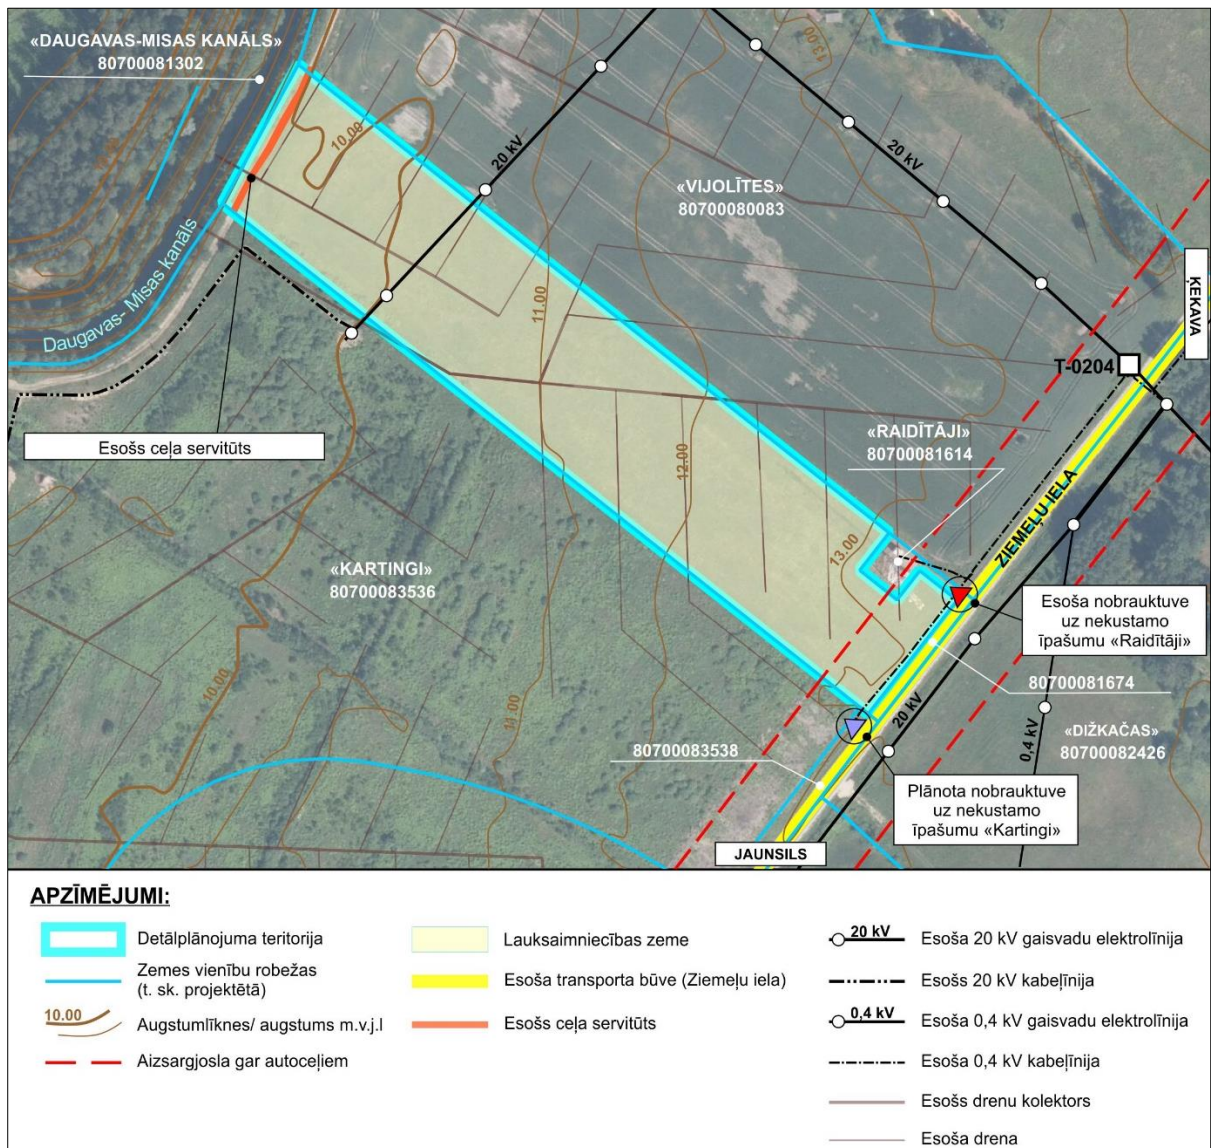 «DAUGAVAS-MISAS KANĀLS»
80700081302
13.00
10.00
20 kV
20 kV
«VIJOLĪTES»
80700080083
ĶEKAVA
Daugavas- Misas kanāls
11.00
T-0204
«RAIDĪTĀJI»
80700081614
Esošs ceļa servitūts
12.00
ZIEMEĻU IELA
13.00
«KARTINGI»
80700083536
Esoša nobrauktuve
uz nekustamo
īpašumu «Raidītāji»
10.00
11.00
80700081674
20 kV
0,4 kV
«DIŽKAČAS»
80700082426
80700083538
Plānota nobrauktuve
uz nekustamo
īpašumu «Kartingi»
JAUNSILS
APZĪMĒJUMI:
Detālplānojuma teritorija
Zemes vienību robežas
(t. sk. projektētā)
10.00
Augstumlīknes/ augstums m.v.j.l
Aizsargjosla gar autoceļiem
Lauksaimniecības zeme
Esoša transporta būve (Ziemeļu iela)
Esošs ceļa servitūts
20 kV
Esoša 20 kV gaisvadu elektrolīnija
Esošs 20 kV kabeļīnija
0,4 kV
Esoša 0,4 kV gaisvadu elektrolīnija
Esoša 0,4 kV kabeļīnija
Esošs drenu kolektors
Esoša drena